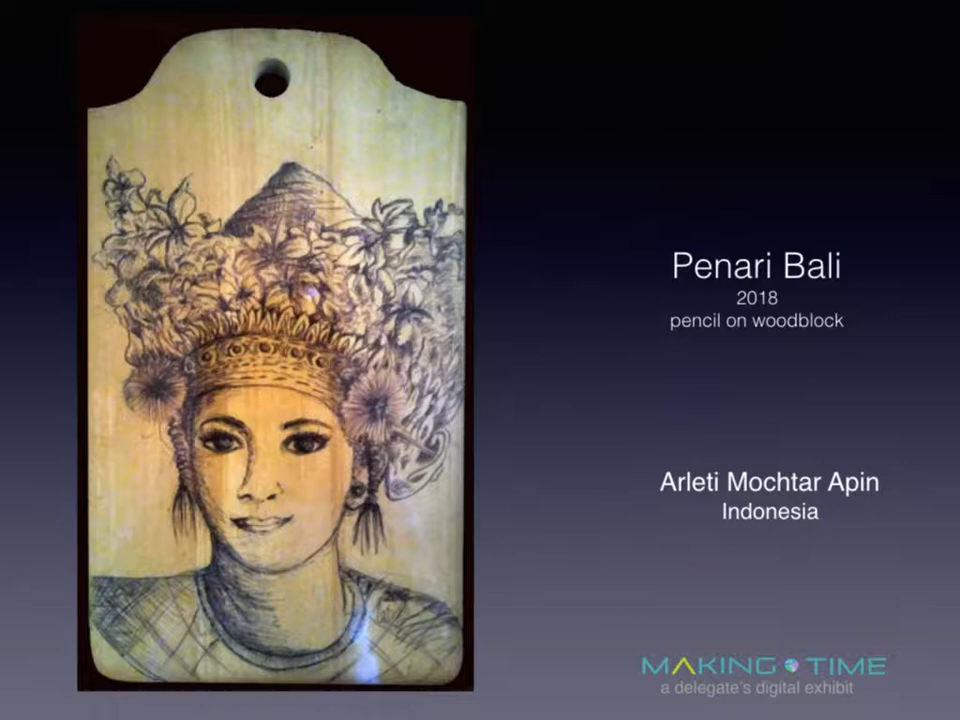 Penari Bali
2018
pencil on woodblock
Arleti Mochtar Apin
Indonesia
MAKING TIME
a delegate's digital exhibit